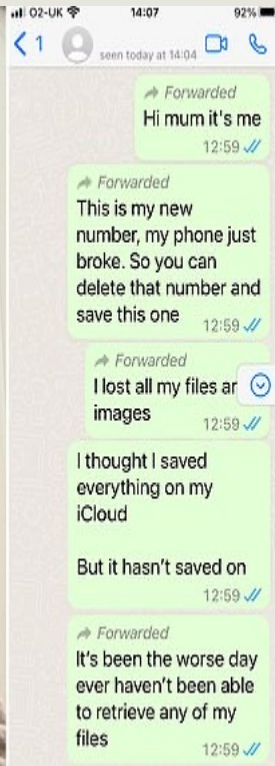 O2-UK 14:07 92%
1
seen today at 14:04
Forwarded
Hi mum it's me
12:59
Forwarded
This is my new
number, my phone just
broke. So you can
delete that number and
save this one
12:59
Forwarded
I lost all my files
images
12:59
I thought I saved
everything on my
iCloud
But it hasn't saved on
12:59
Forwarded
It's been the worse day
ever haven't been able
to retrieve any of my
files
12:59